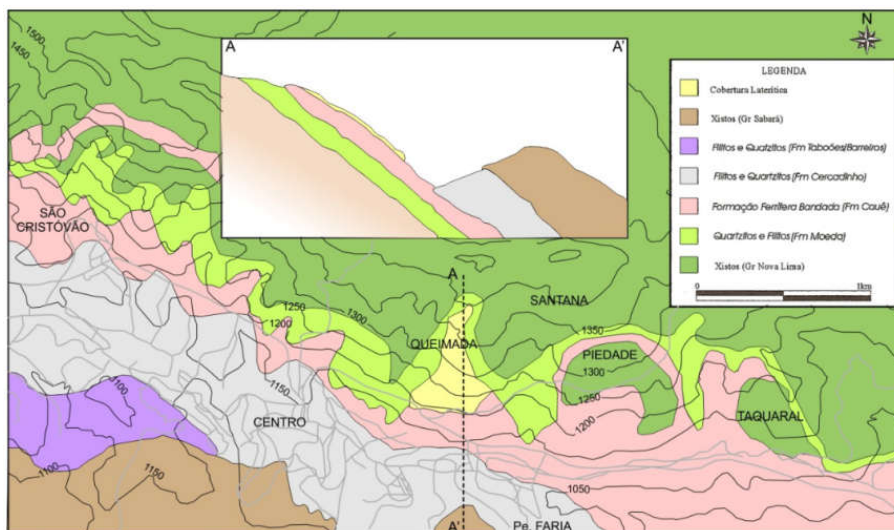 1500
1450
A
A'
N
LEGENDA
Cobertura Laterítica
Xistos (Gr Sabará)
Filitos e Quatzitos (Fm Taboões/Barreiros)
Filitos e Quartzitos (Fm Cercadinho)
Formação Ferrífera Bandada (Fm Cauê)
Quartzitos e Filitos (Fm Moeda)
Xistos (Gr Nova Lima)
0
1km
SÃO
CRISTÓVÃO
A
SANTANA
1250
1300
1200
QUEIMADA
1350
PIEDADE
1300
1250
1200
1150
1100
CENTRO
TAQUARAL
1100
1150
1050
A'
Pe. FARIA